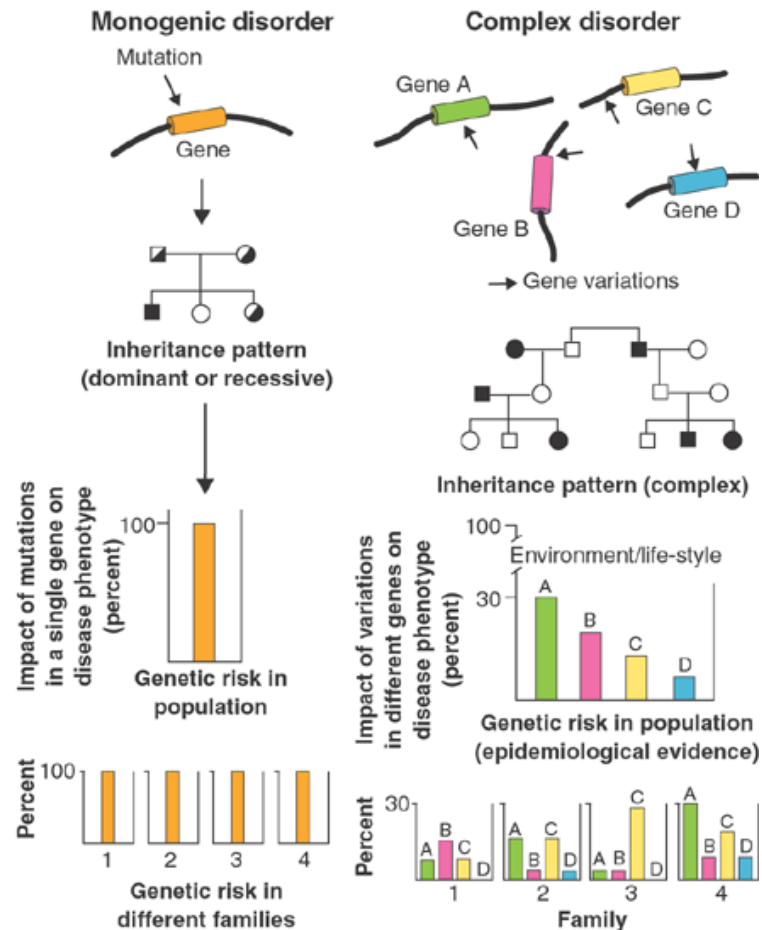 Monogenic disorder
Mutation
Gene
Inheritance pattern
(dominant or recessive)
Impact of mutations
in a single gene on
disease phenotype
(percent)
100
Genetic risk in
population
Percent
100
1 2 3 4
Genetic risk in
different families
Complex disorder
Gene A
Gene C
Gene B
Gene D
Gene variations
Inheritance pattern (complex)
Impact of variations
in different genes on
disease phenotype
(percent)
100
Environment/life-style
30
A
B
C
D
Genetic risk in population
(epidemiological evidence)
Percent
30
A B C D
A B C D
A B C D
A B C D
1 2 3 4
Family